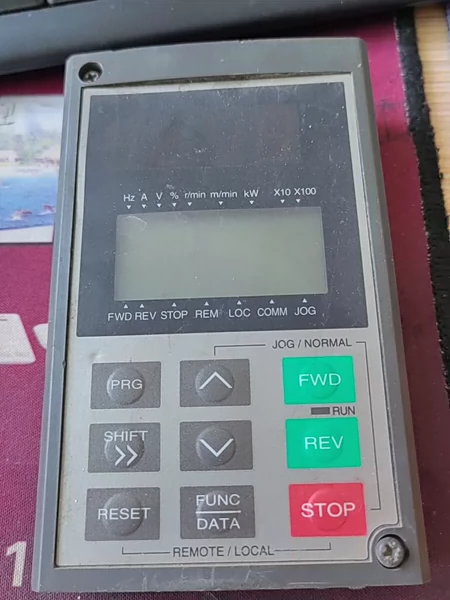 Hz A V % r/min m/min kW X10 X100
FWD REV STOP REM LOC COMM JOG
JOG / NORMAL
PRG
FWD
RUN
SHIFT
>>
REV
RESET
FUNC
DATA
STOP
REMOTE / LOCAL
1